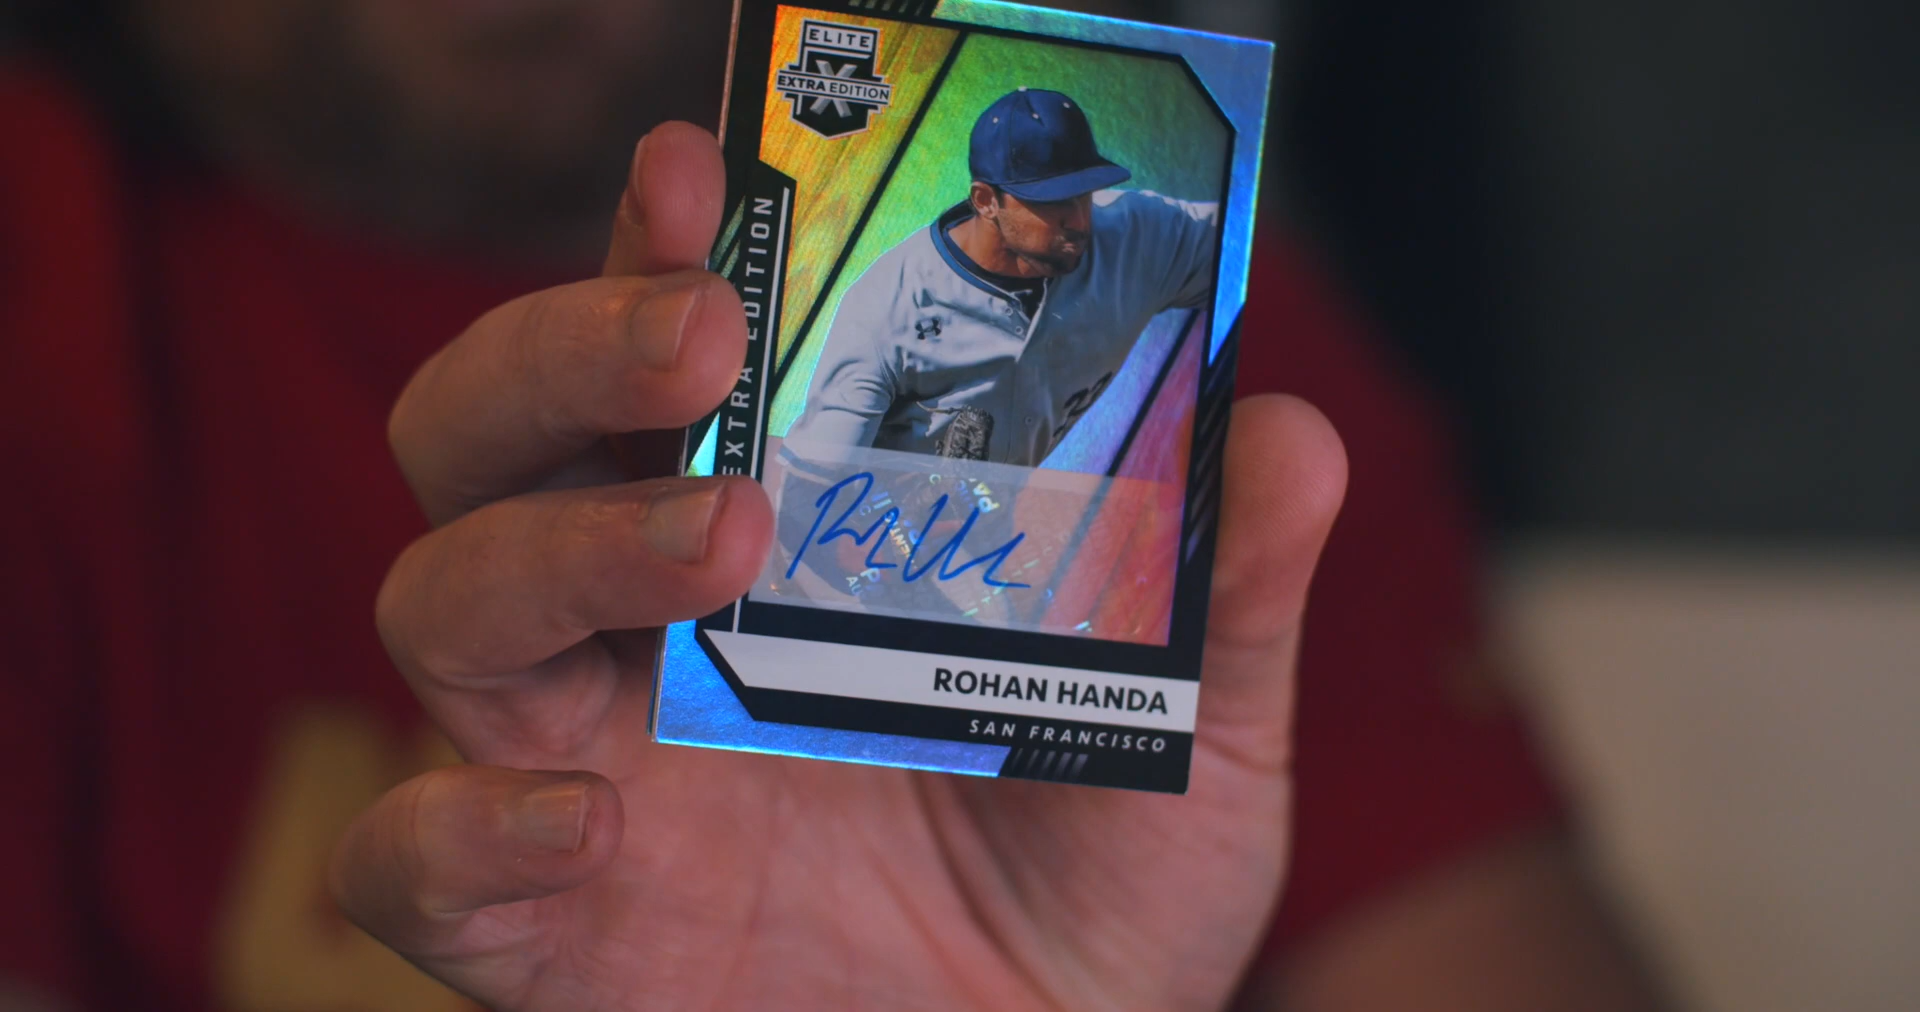 ELITE
EXTRA EDITION
X
EXTRA EDITION
ROHAN HANDA
SAN FRANCISCO